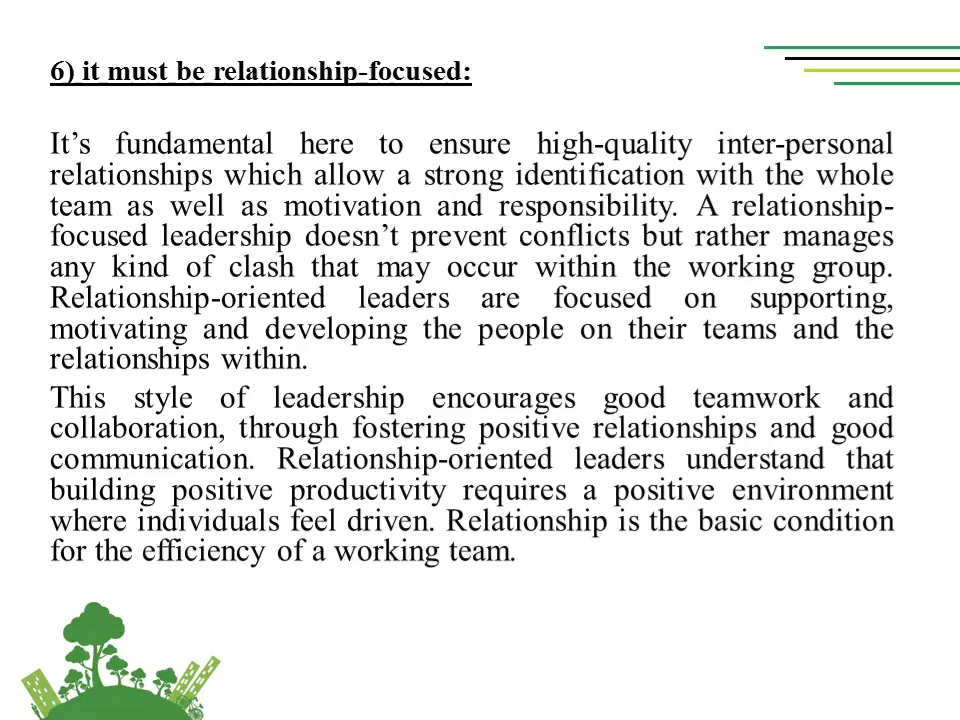 6) it must be relationship-focused:
It’s fundamental here to ensure high-quality inter-personal
relationships which allow a strong identification with the whole
team as well as motivation and responsibility. A relationship-
focused leadership doesn’t prevent conflicts but rather manages
any kind of clash that may occur within the working group.
Relationship-oriented leaders are focused on supporting,
motivating and developing the people on their teams and the
relationships within.
This style of leadership encourages good teamwork and
collaboration, through fostering positive relationships and good
communication. Relationship-oriented leaders understand that
building positive productivity requires a positive environment
where individuals feel driven. Relationship is the basic condition
for the efficiency of a working team.